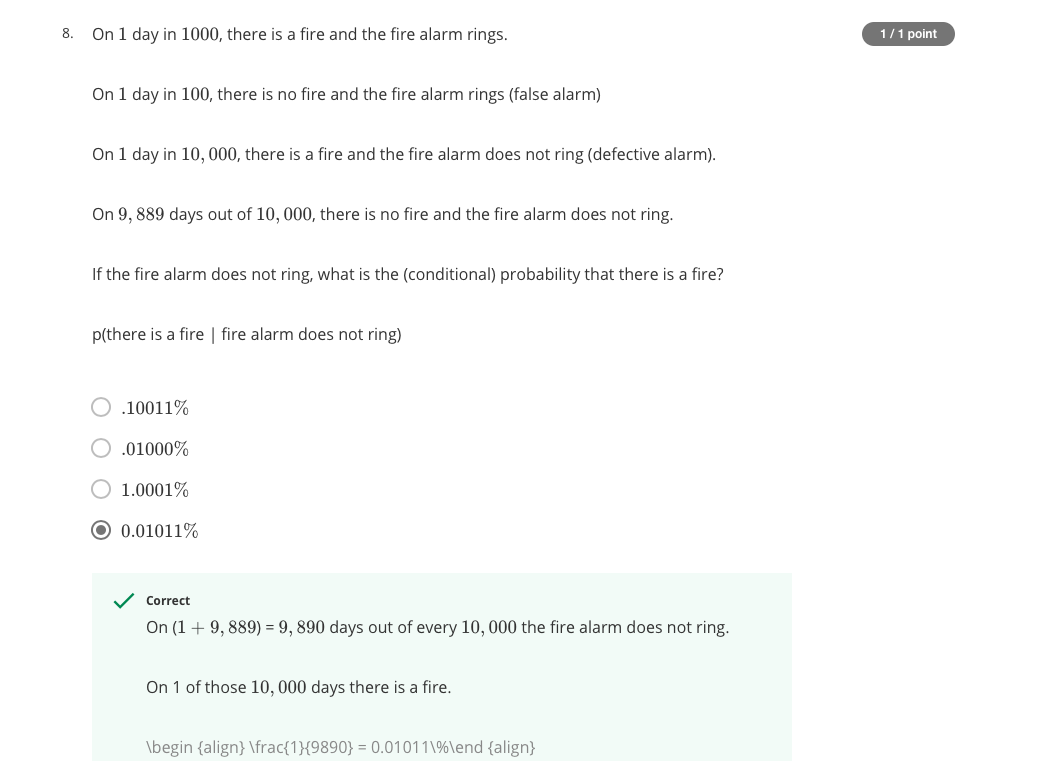 8. On 1 day in 1000, there is a fire and the fire alarm rings.
1 / 1 point
On 1 day in 100, there is no fire and the fire alarm rings (false alarm)
On 1 day in 10, 000, there is a fire and the fire alarm does not ring (defective alarm).
On 9, 889 days out of 10, 000, there is no fire and the fire alarm does not ring.
If the fire alarm does not ring, what is the (conditional) probability that there is a fire?
p(there is a fire | fire alarm does not ring)
.10011%
.01000%
1.0001%
0.01011%
Correct
On (1 + 9, 889) = 9, 890 days out of every 10, 000 the fire alarm does not ring.
On 1 of those 10, 000 days there is a fire.
\begin {align} \frac{1}{9890} = 0.01011\%\end {align}